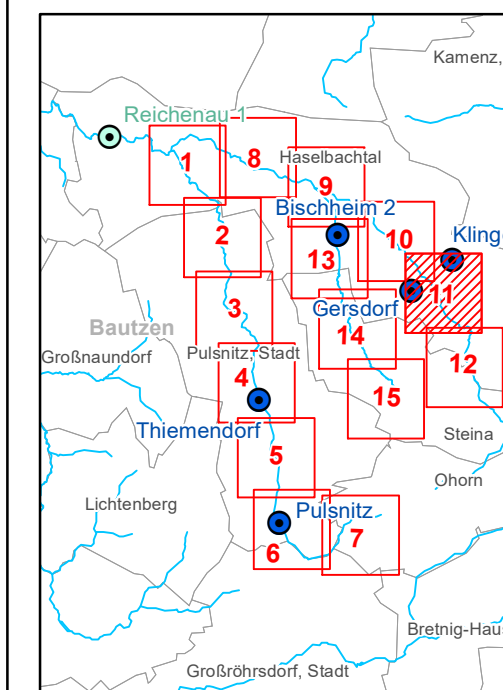 Kamenz,
Reichenau 1
1
8
Haselbachtal
9
Bischheim 2
2
10
Kling
13
11
3
Gersdorf
Bautzen
14
Großnaundorf
Pulsnitz, Stadt
12
4
15
Thiemendorf
Steina
5
Ohorn
Lichtenberg
Pulsnitz
6
7
Bretnig-Hau
Großröhrsdorf, Stadt